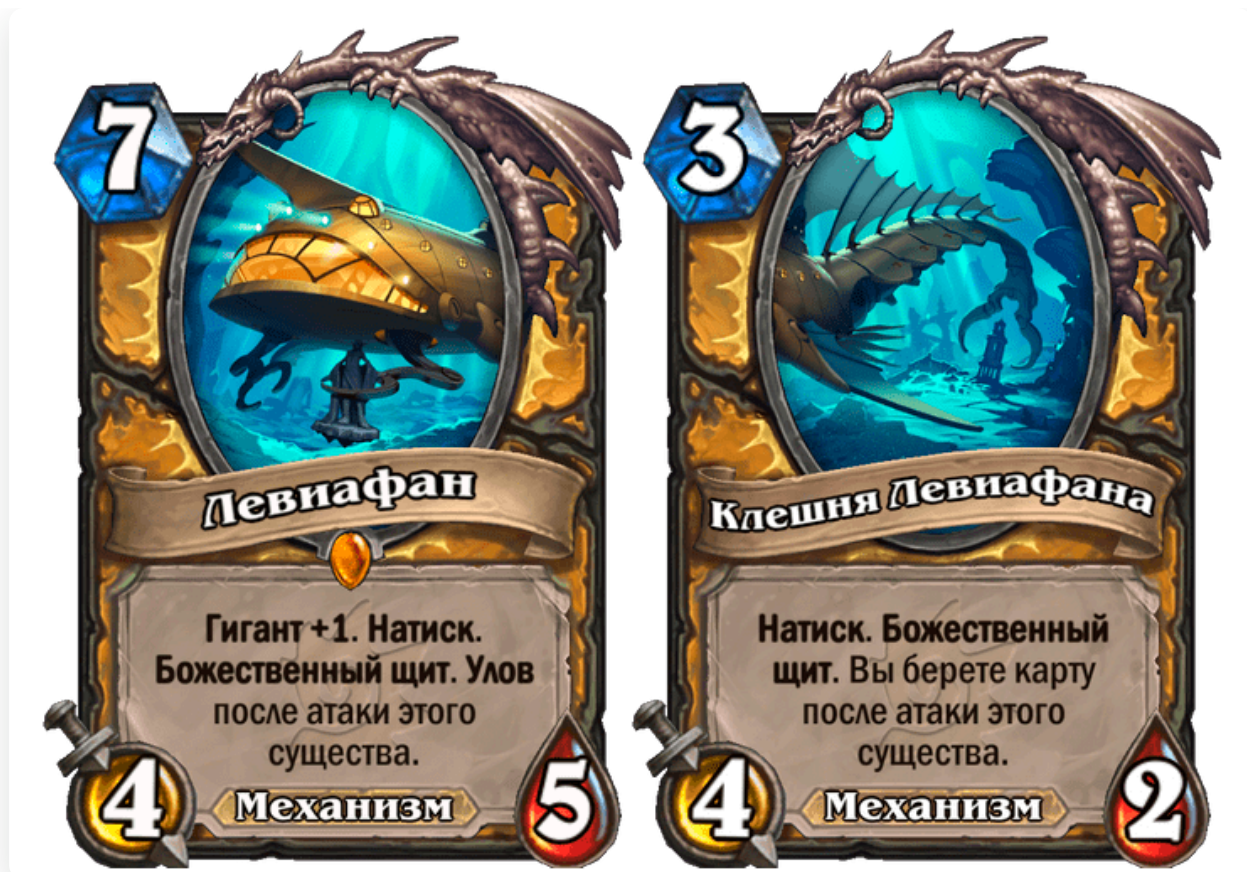 7
Левиафан
Гигант +1. Натиск.
Божественный щит. Улов
после атаки этого
существа.
4
Механизм
5
3
Клешня Левиафана
Натиск. Божественный
щит. Вы берете карту
после атаки этого
существа.
4
Механизм
2